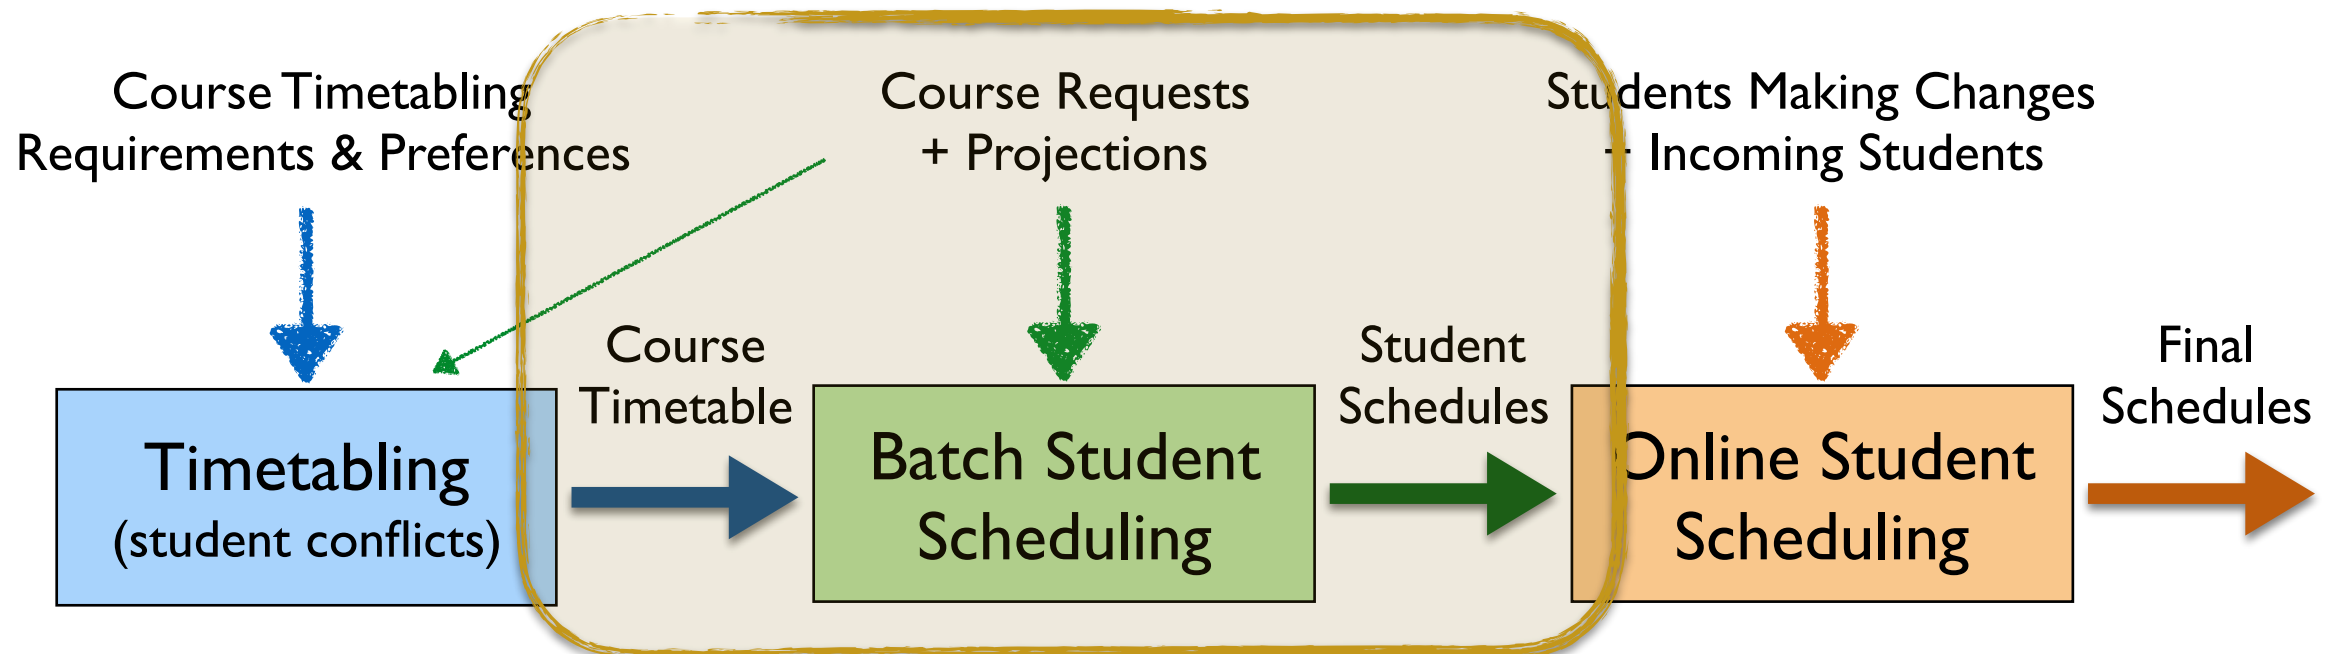 Course Timetabling
Requirements & Preferences
Course Requests
+ Projections
Students Making Changes
+ Incoming Students
Course
Timetable
Student
Schedules
Final
Schedules
Timetabling
(student conflicts)
Batch Student
Scheduling
Online Student
Scheduling